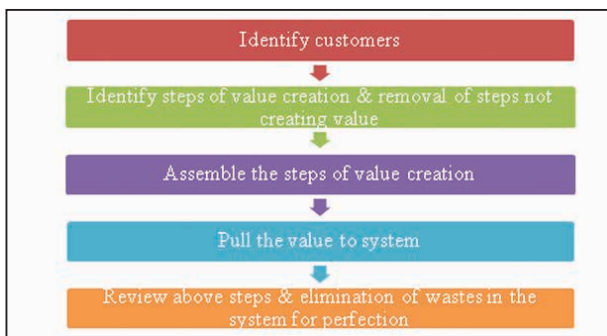 Identify customers
Identify steps of value creation & removal of steps not
creating value
Assemble the steps of value creation
Pull the value to system
Review above steps & elimination of wastes in the
system for perfection